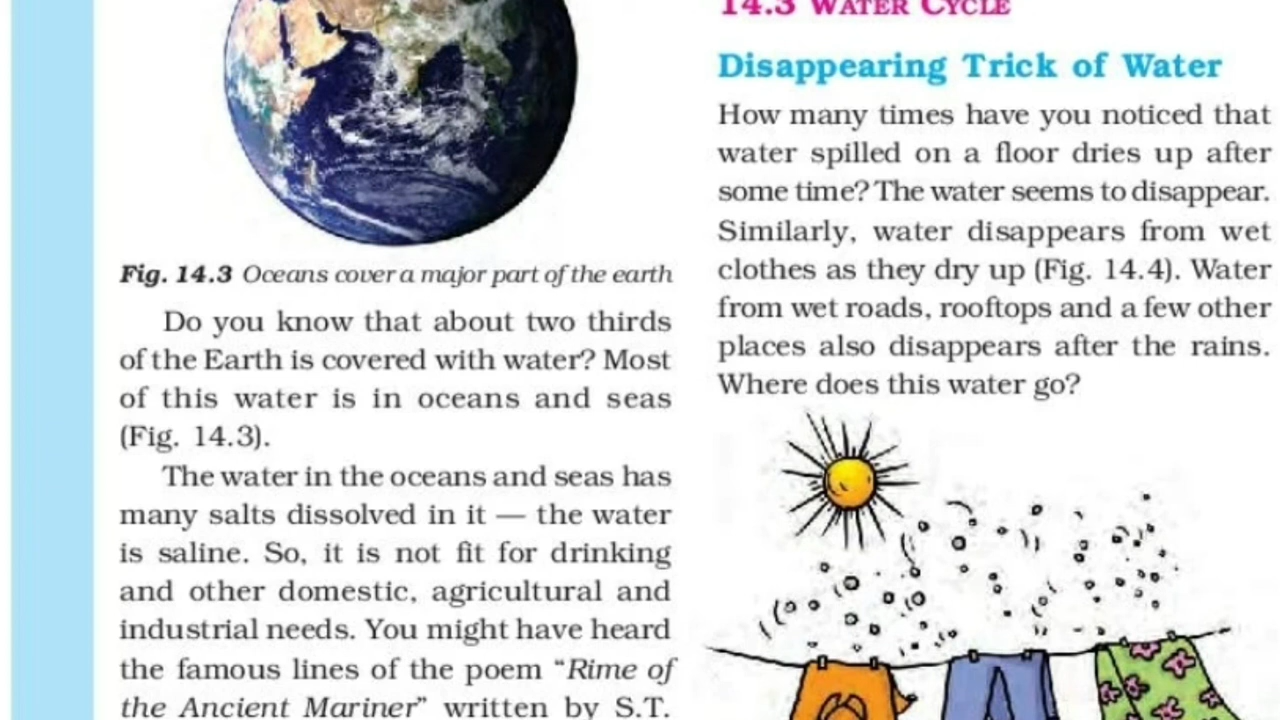 Fig. 14.3 Oceans cover a major part of the earth
Do you know that about two thirds
of the Earth is covered with water? Most
of this water is in oceans and seas
(Fig. 14.3).
The water in the oceans and seas has
many salts dissolved in it — the water
is saline. So, it is not fit for drinking
and other domestic, agricultural and
industrial needs. You might have heard
the famous lines of the poem “Rime of
the Ancient Mariner” written by S.T.
14.3 WATER CYCLE
Disappearing Trick of Water
How many times have you noticed that
water spilled on a floor dries up after
some time? The water seems to disappear.
Similarly, water disappears from wet
clothes as they dry up (Fig. 14.4). Water
from wet roads, rooftops and a few other
places also disappears after the rains.
Where does this water go?